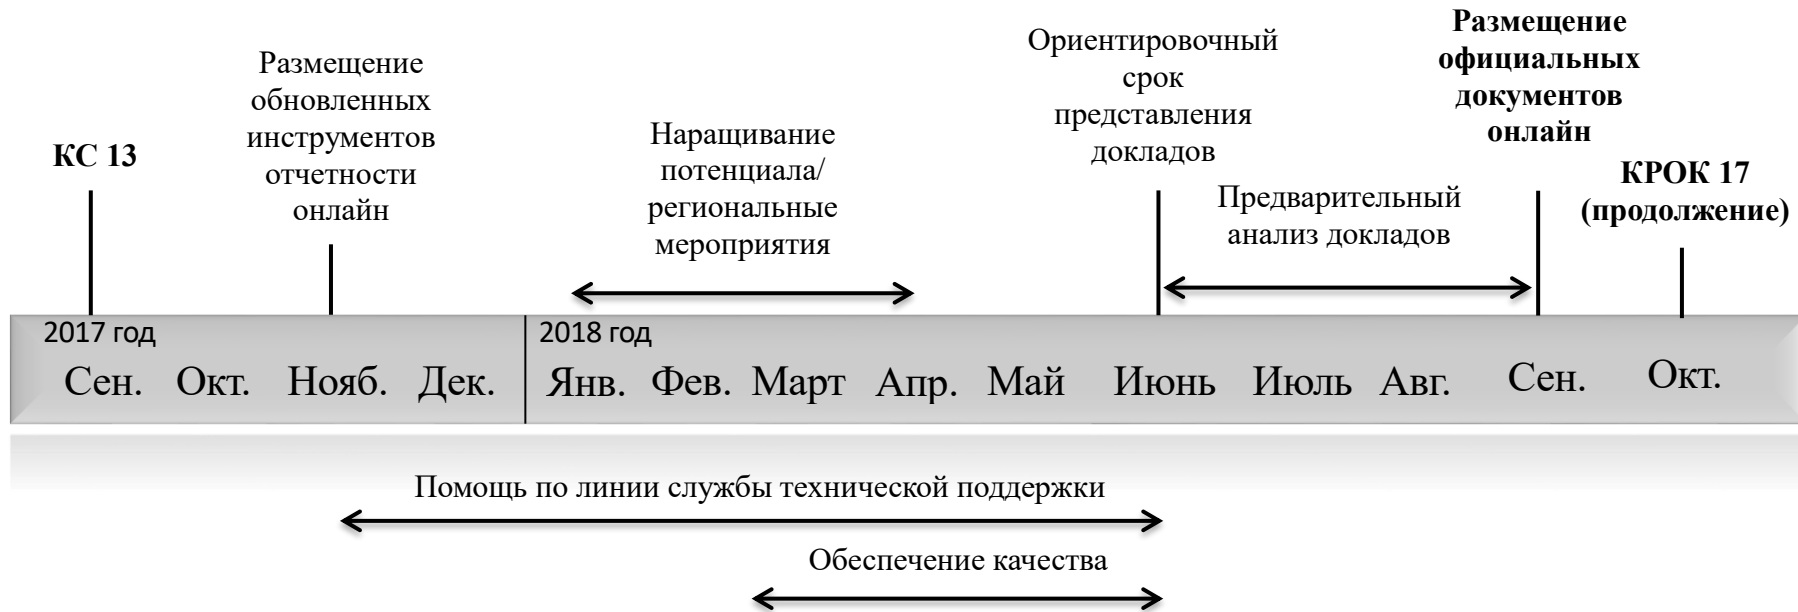 КС 13
Размещение
обновленных
инструментов
отчетности
онлайн
Наращивание
потенциала/
региональные
мероприятия
Ориентировочный
срок
представления
докладов
Предварительный
анализ докладов
Размещение
официальных
документов
онлайн
КРОК 17
(продолжение)
2017 год
Сен. Окт. Нояб. Дек.
2018 год
Янв. Фев. Март Апр. Май Июнь Июль Авг. Сен. Окт.
Помощь по линии службы технической поддержки
Обеспечение качества